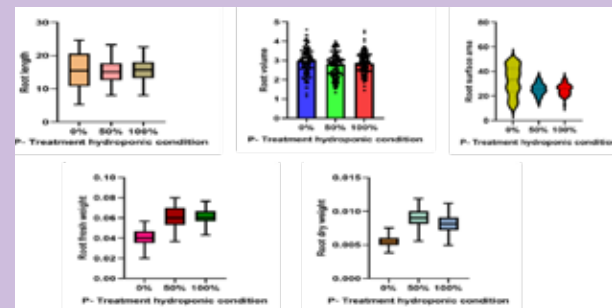 30
20
10
0
Root length
0% 50% 100%
P- Treatment hydroponic condition
5
4
3
2
1
0
Root volume
0% 50% 100%
P- Treatment hydroponic condition
80
60
40
20
0
Root surface area
0% 50% 100%
P- Treatment hydroponic condition
0.10
0.08
0.06
0.04
0.02
0.00
Root fresh weight
0% 50% 100%
P- Treatment hydroponic condition
0.015
0.010
0.005
0.000
Root dry weight
0% 50% 100%
P- Treatment hydroponic condition